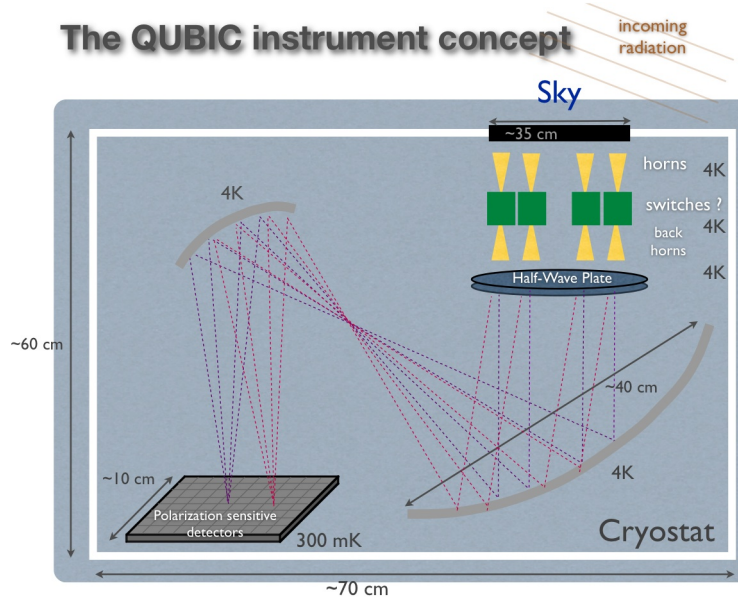 The QUBIC instrument concept
incoming
radiation
Sky
~35 cm
horns
4K
4K
switches ?
4K
back
horns
4K
Half-Wave Plate
~60 cm
~40 cm
4K
~10 cm
Polarization sensitive
detectors
300 mK
Cryostat
~70 cm